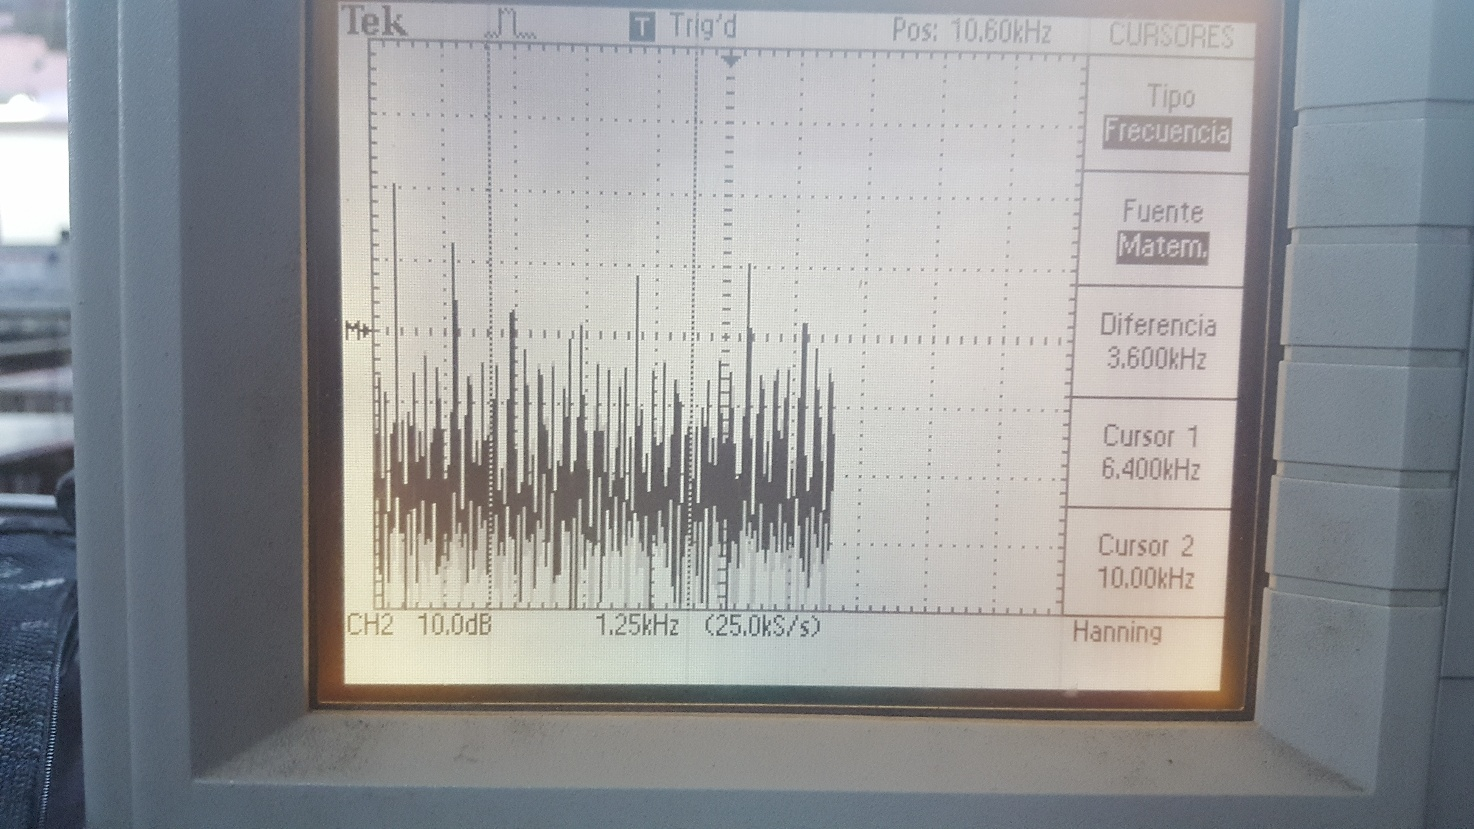 Tek T Trig'd Pos: 10.60kHz CURSORES
Tipo
Frecuencia
Fuente
Matem.
M
Diferencia
3.600kHz
Cursor 1
6.400kHz
Cursor 2
10.00kHz
CH2 10.0dB 1.25kHz (25.0kS/s) Hanning